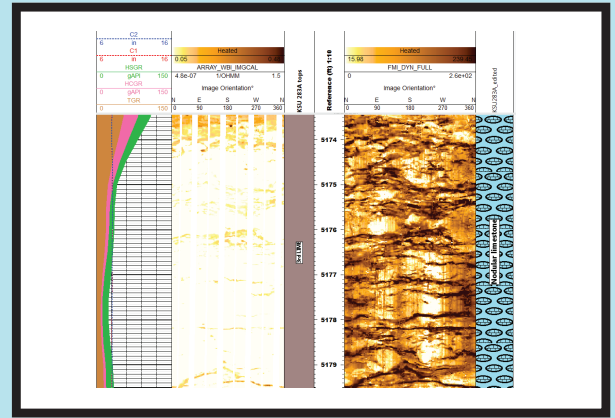 C2
6 in 16
C1
6 in 16
HSGR
0 gAPI 150
HCGR
0 gAPI 150
TGR
0 150
Heated
0.05
ARRAY_WBI_IMGCAL
4.8e-07 1/OHMM 1.5
Image Orientation°
N E S W N
0 90 180 270 360
KSU 283A tops
Reference (ft) 1:10
Heated
15.98
FMI_DYN_FULL
0 2.6e+02
Image Orientation°
N E S W N
0 90 180 270 360
KSU283A_edited
3rd LIME
5174
5175
5176
5177
5178
5179
Nodular limestone